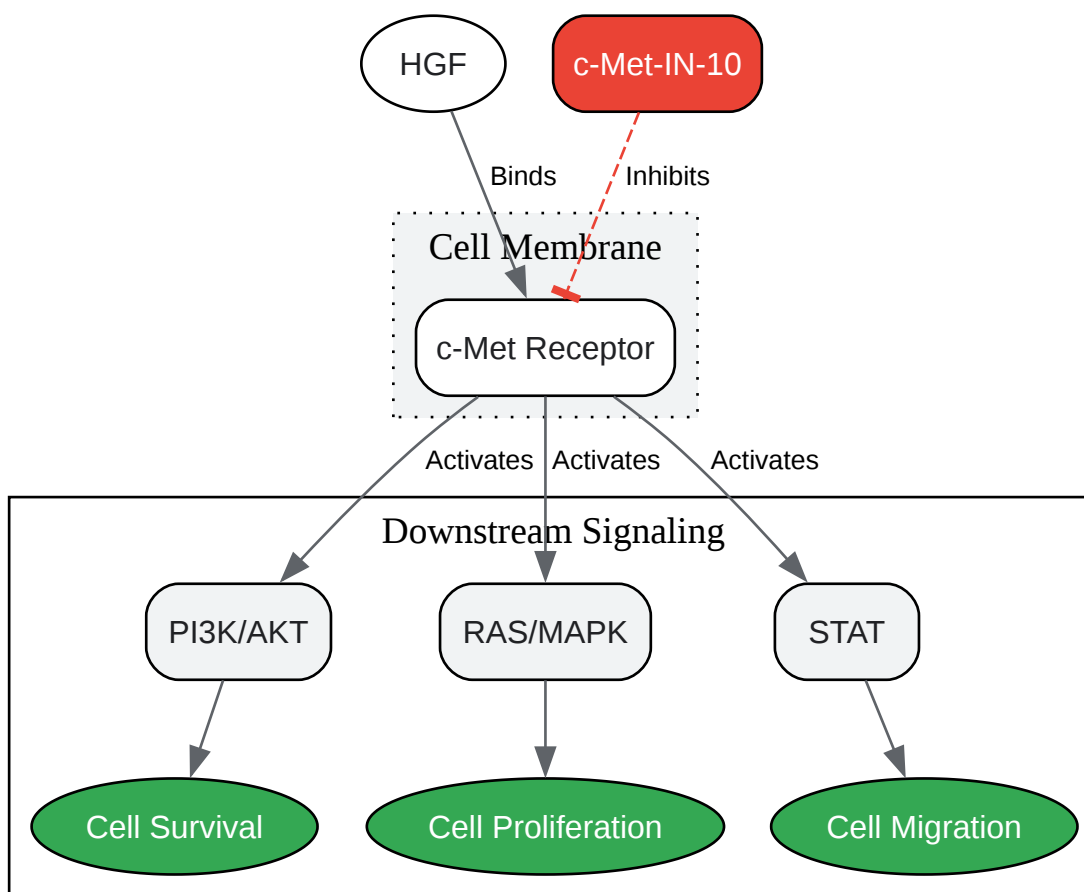 HGF
c-Met-IN-10
Binds
Inhibits
Cell Membrane
c-Met Receptor
Activates
Activates
Activates
Downstream Signaling
PI3K/AKT
RAS/MAPK
STAT
Cell Survival
Cell Proliferation
Cell Migration